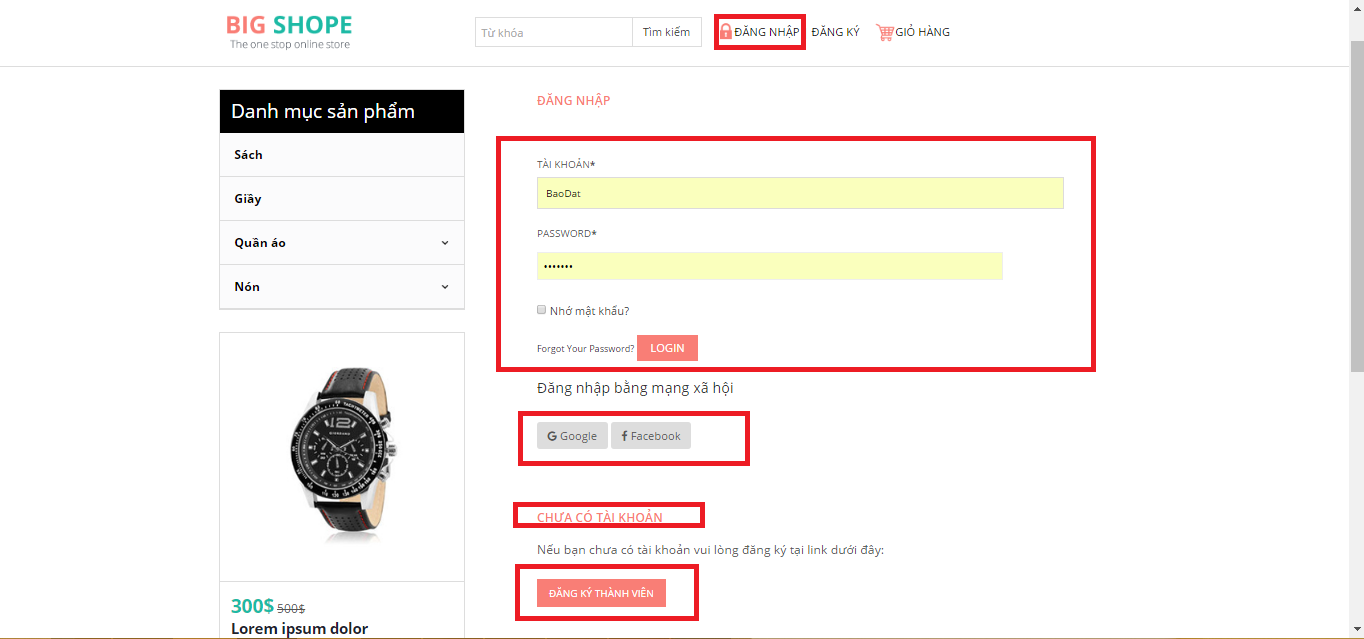 BIG SHOPE
The one stop online store
Từ khóa
Tìm kiếm
ĐĂNG NHẬP
ĐĂNG KÝ
GIỎ HÀNG
Danh mục sản phẩm
Sách
Giầy
Quần áo
Nón
300$ 500$
Lorem ipsum dolor
ĐĂNG NHẬP
TÀI KHOẢN*
BaoDat
PASSWORD*
•••••••
Nhớ mật khẩu?
Forgot Your Password? LOGIN
Đăng nhập bằng mạng xã hội
Google
Facebook
CHƯA CÓ TÀI KHOẢN
Nếu bạn chưa có tài khoản vui lòng đăng ký tại link dưới đây:
ĐĂNG KÝ THÀNH VIÊN